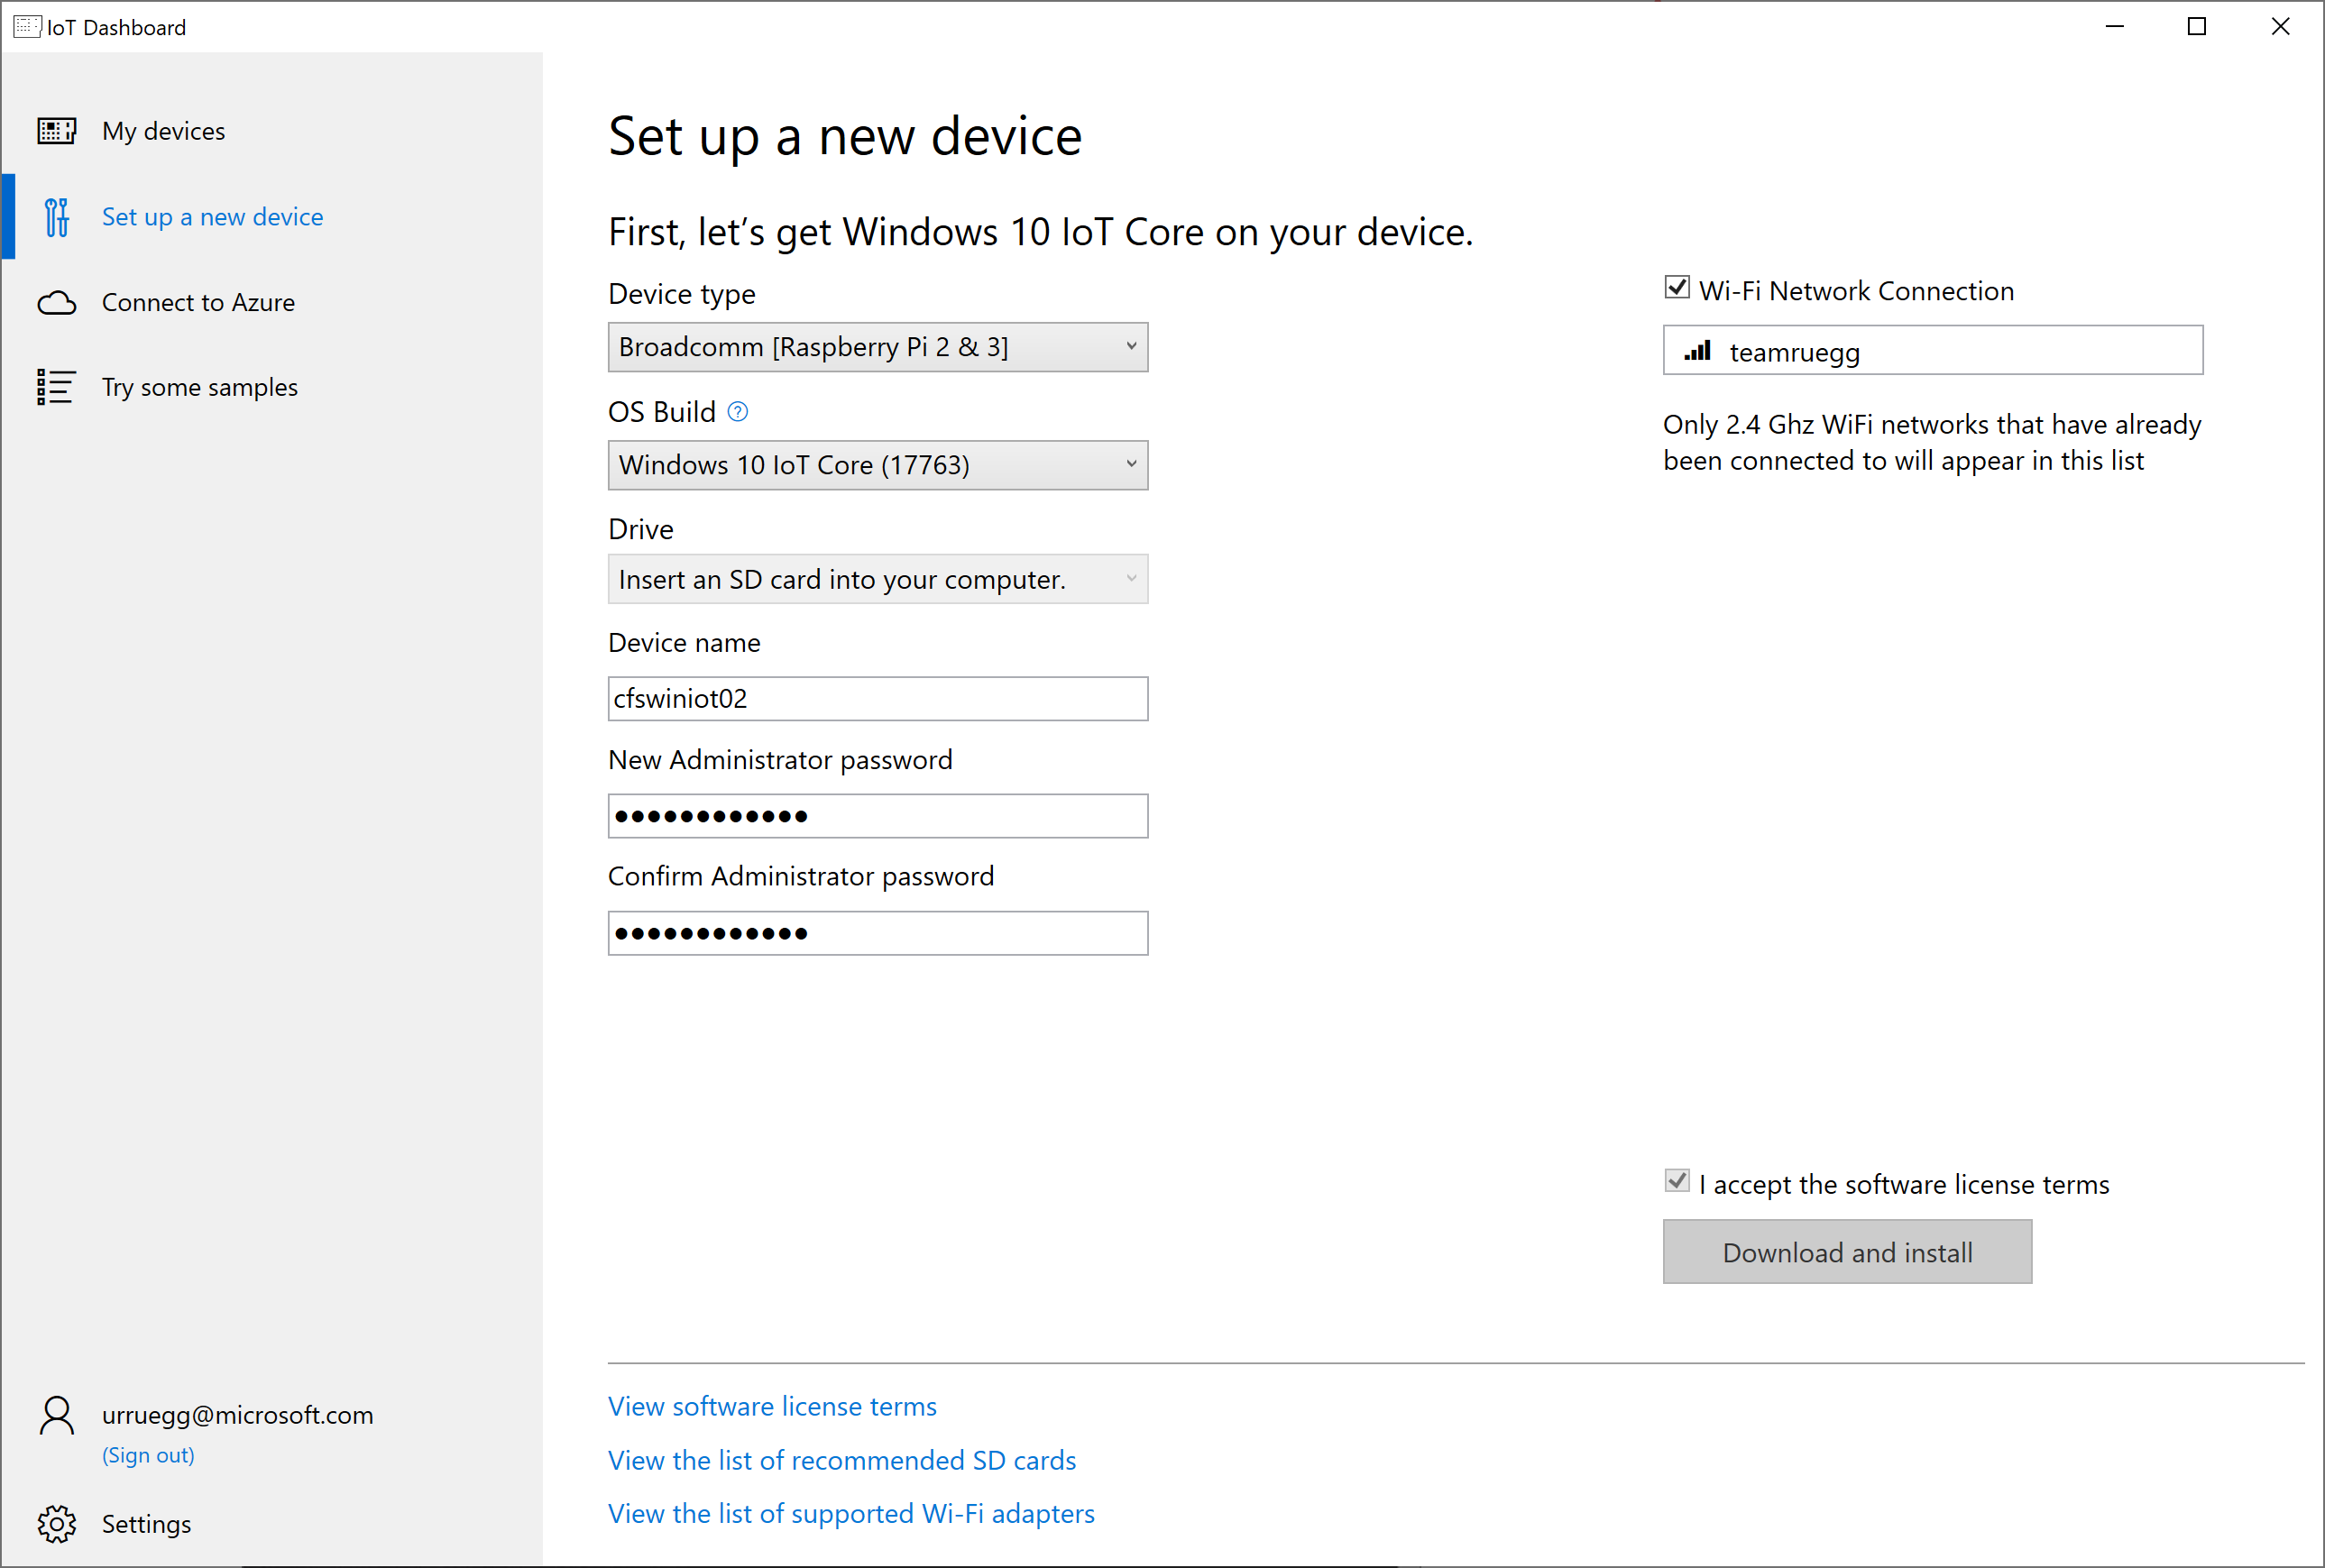 IoT Dashboard
My devices
Set up a new device
Connect to Azure
Try some samples
urruegg@microsoft.com
(Sign out)
Settings
Set up a new device
First, let’s get Windows 10 IoT Core on your device.
Device type
Broadcomm [Raspberry Pi 2 & 3]
OS Build ?
Windows 10 IoT Core (17763)
Drive
Insert an SD card into your computer.
Device name
cfswiniot02
New Administrator password
●●●●●●●●●●●●
Confirm Administrator password
●●●●●●●●●●●●
Wi-Fi Network Connection
teamruegg
Only 2.4 Ghz WiFi networks that have already
been connected to will appear in this list
I accept the software license terms
Download and install
View software license terms
View the list of recommended SD cards
View the list of supported Wi-Fi adapters